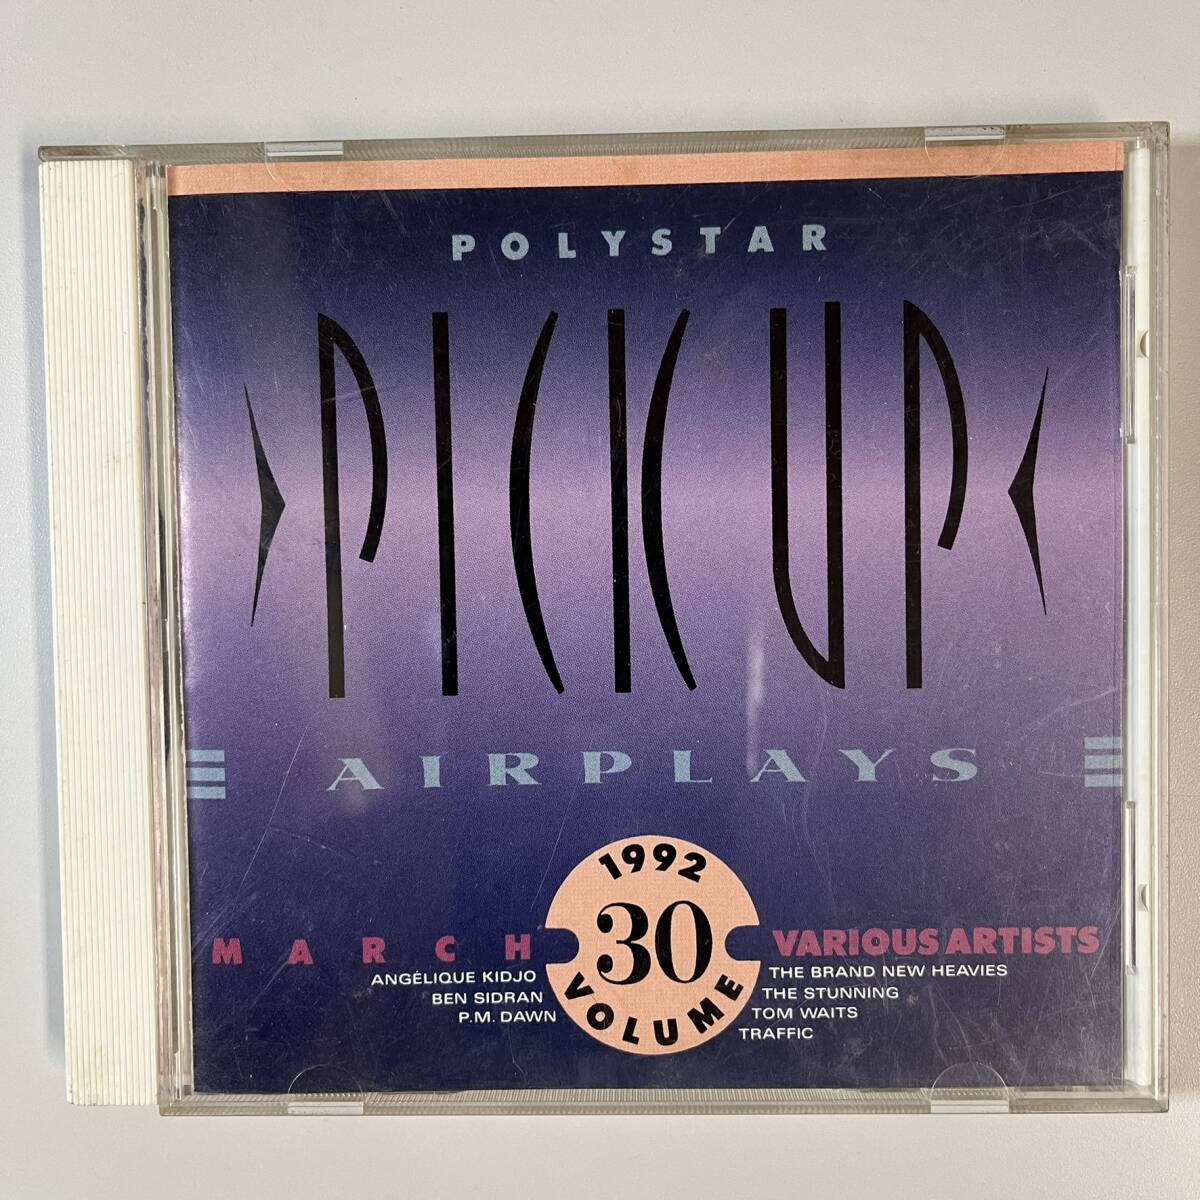 POLYSTAR
PICK UP
AIRPLAYS
1992
30
VOLUME
MARCH
ANGÉLIQUE KIDJO
BEN SIDRAN
P.M. DAWN
VARIOUS ARTISTS
THE BRAND NEW HEAVIES
THE STUNNING
TOM WAITS
TRAFFIC